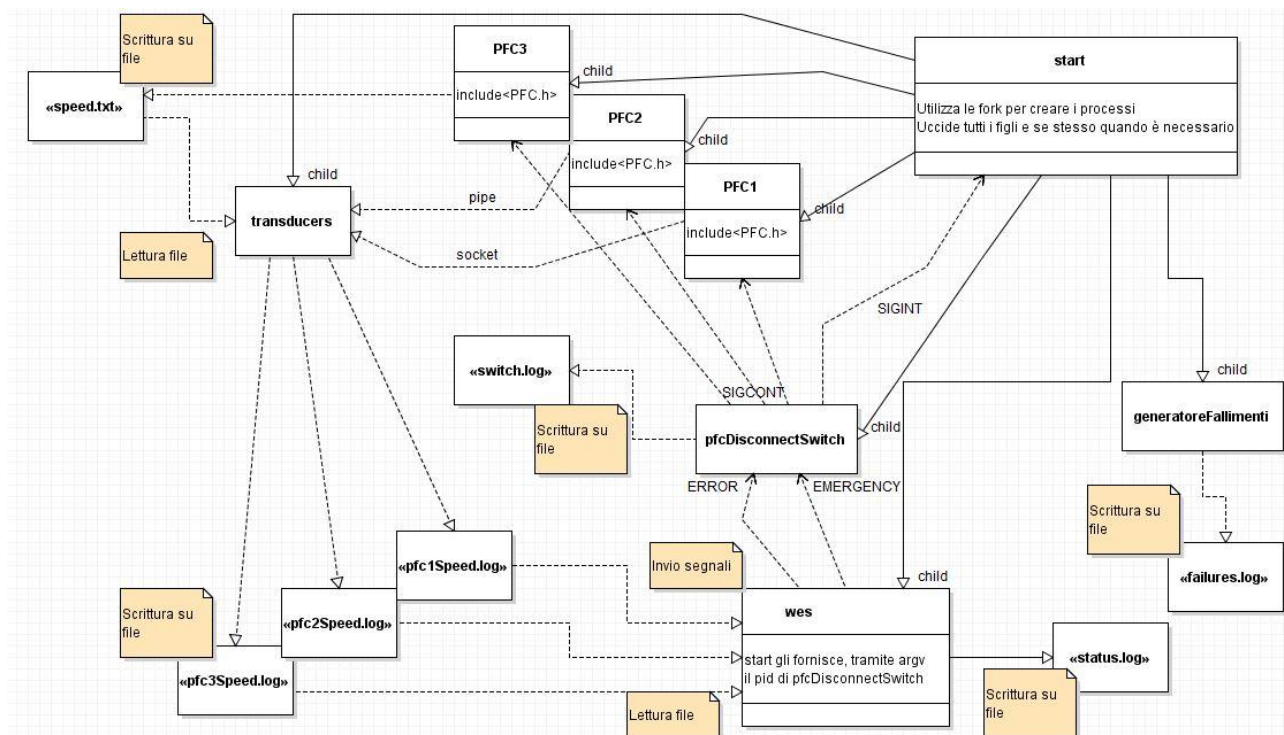 Scrittura su
file
PFC3
start
child
«speed.txt»
include<PFC.h>
Utilizza le fork per creare i processi
Uccide tutti i figli e se stesso quando è necessario
PFC2
child
include<PFC.h>
child
pipe
PFC1
child
transducers
include<PFC.h>
Lettura file
socket
SIGINT
«switch.log»
SIGCONT
child
Scrittura su
file
child
pfcDisconnectSwitch
generatoreFallimenti
ERROR
EMERGENCY
Scrittura su
file
«pfc1Speed.log»
Invio segnali
child
«failures.log»
Scrittura su
file
«pfc2Speed.log»
wes
«pfc3Speed.log»
start gli fornisce, tramite argv
il pid di pfcDisconnectSwitch
«status.log»
Lettura file
Scrittura su
file